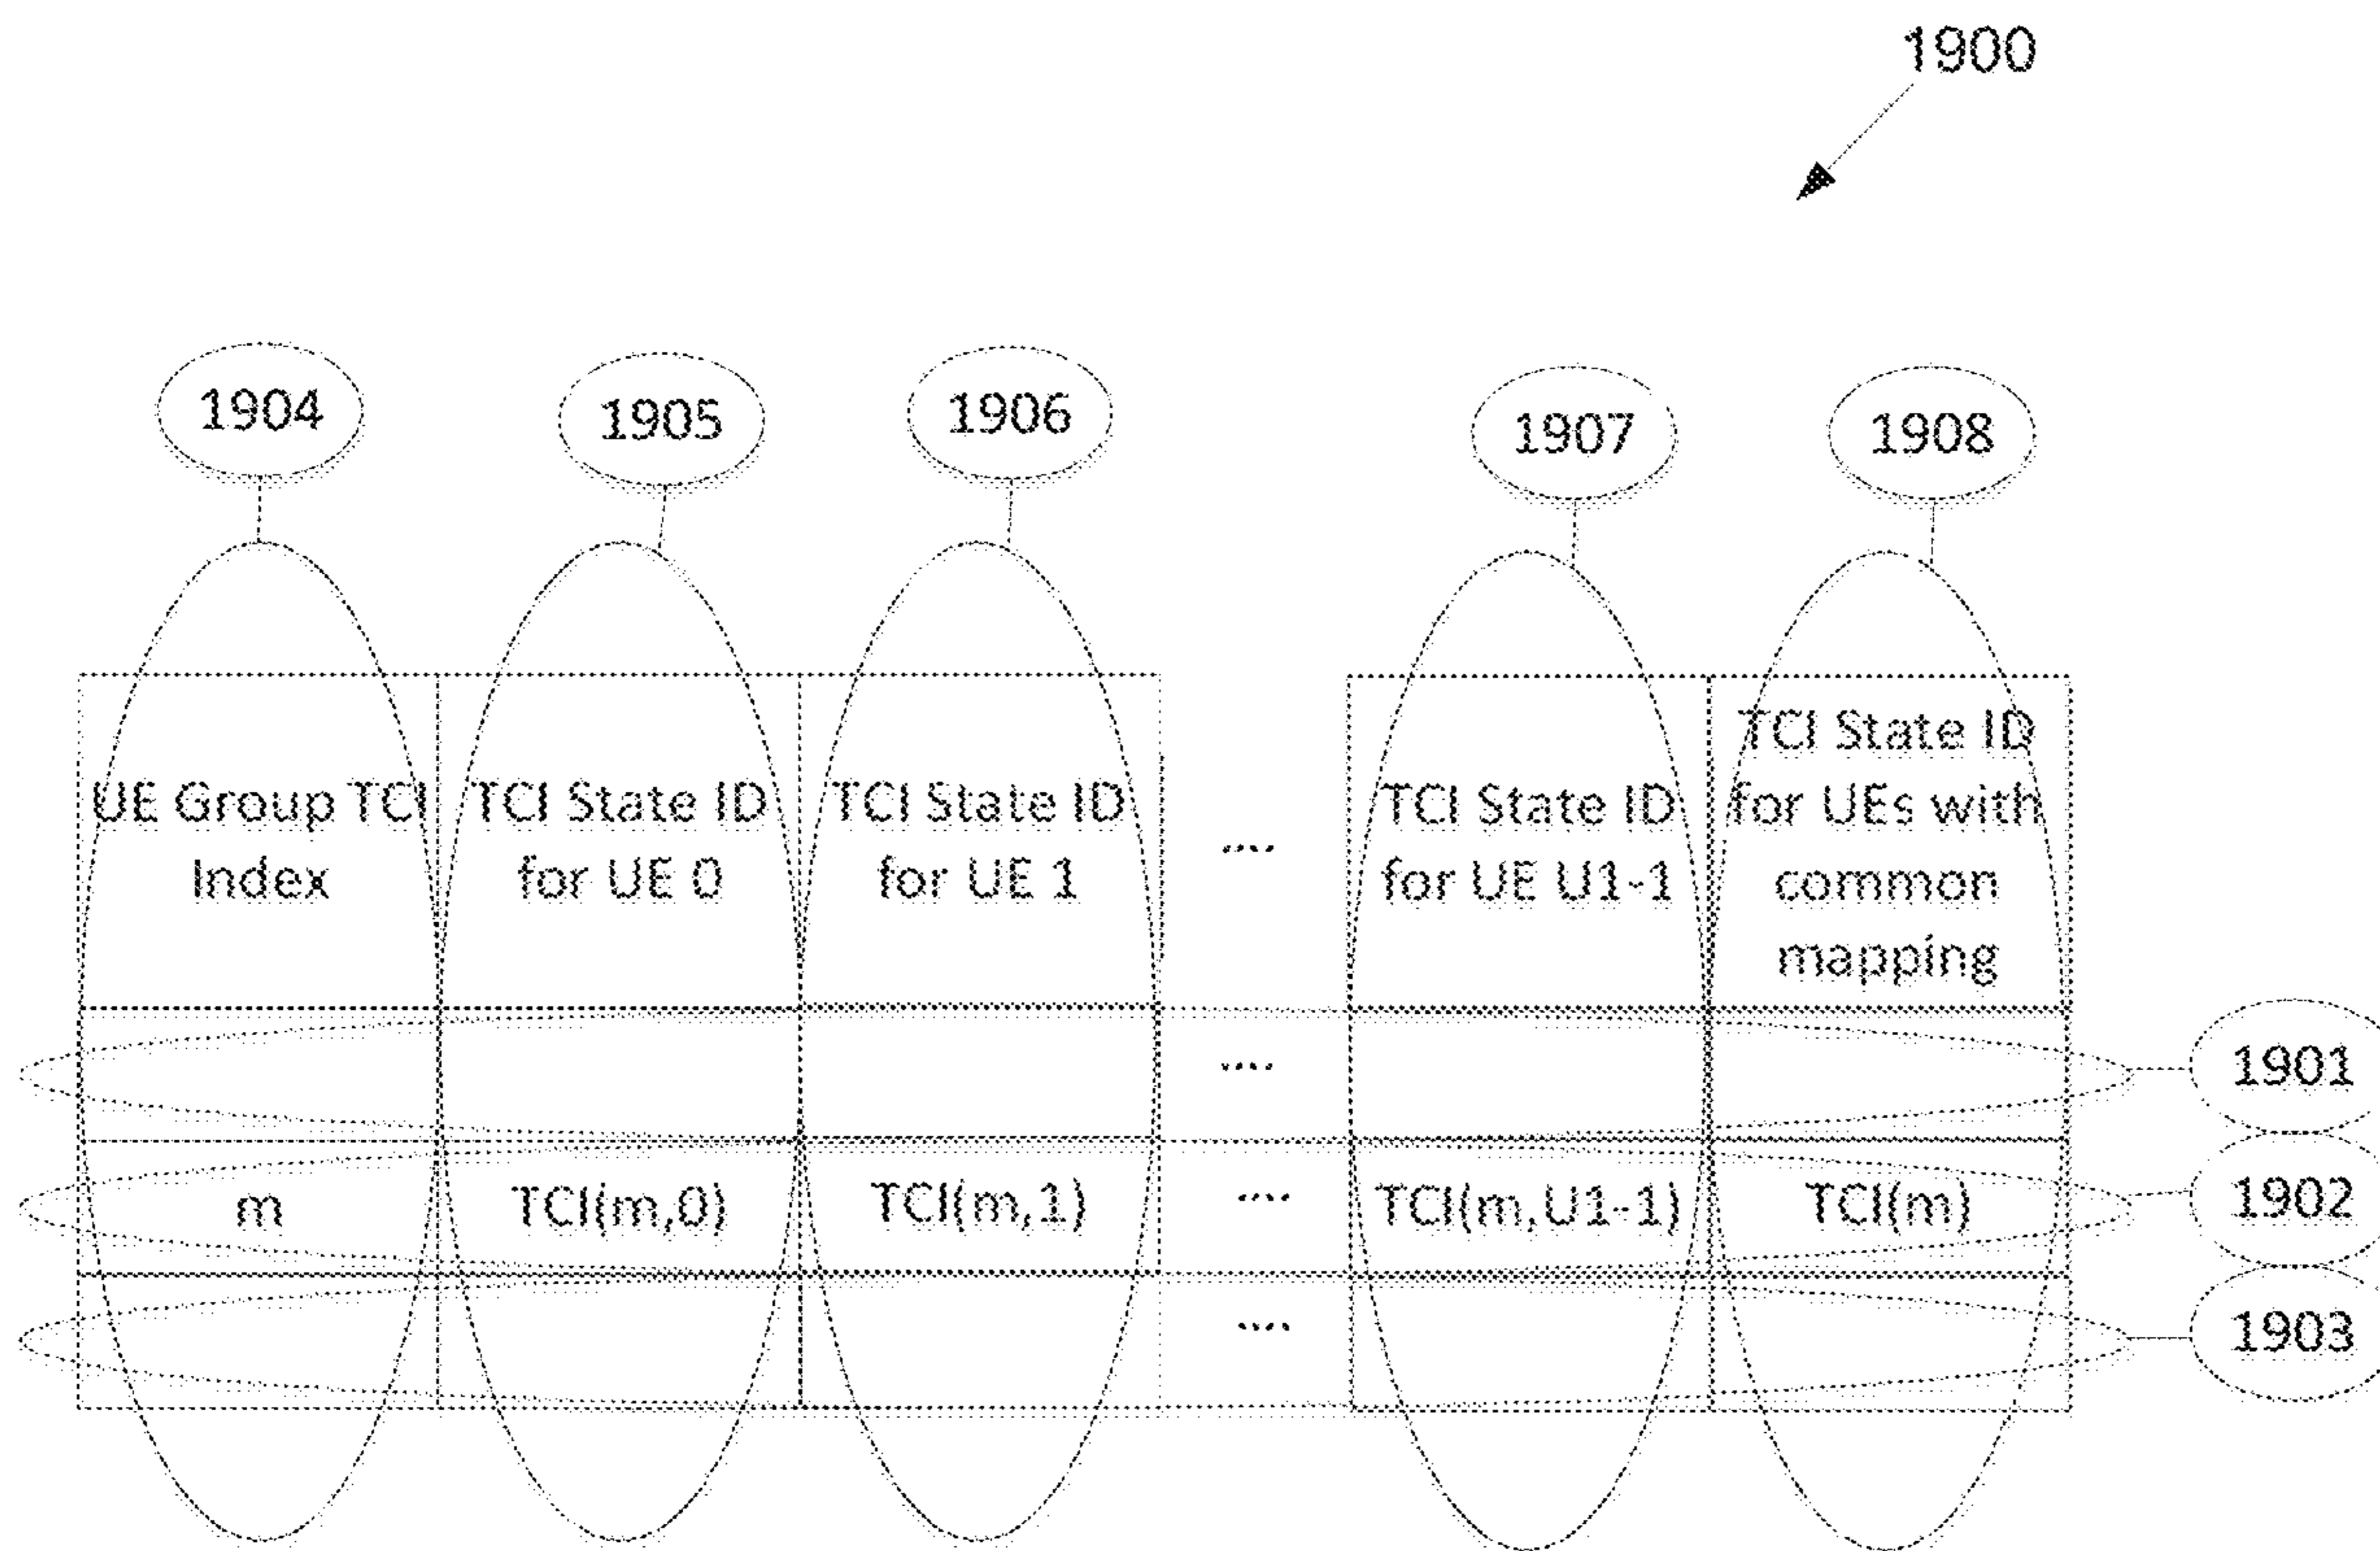 1900
1904
1905
1906
1907
1908
UE Group TCI
Index
TCI State ID
for UE 0
TCI State ID
for UE 1
....
TCI State ID
for UE U1-1
TCI State ID
for UEs with
common
mapping
....
1901
m
TCI(m,0)
TCI(m,1)
....
TCI(m,U1-1)
TCI(m)
1902
....
1903